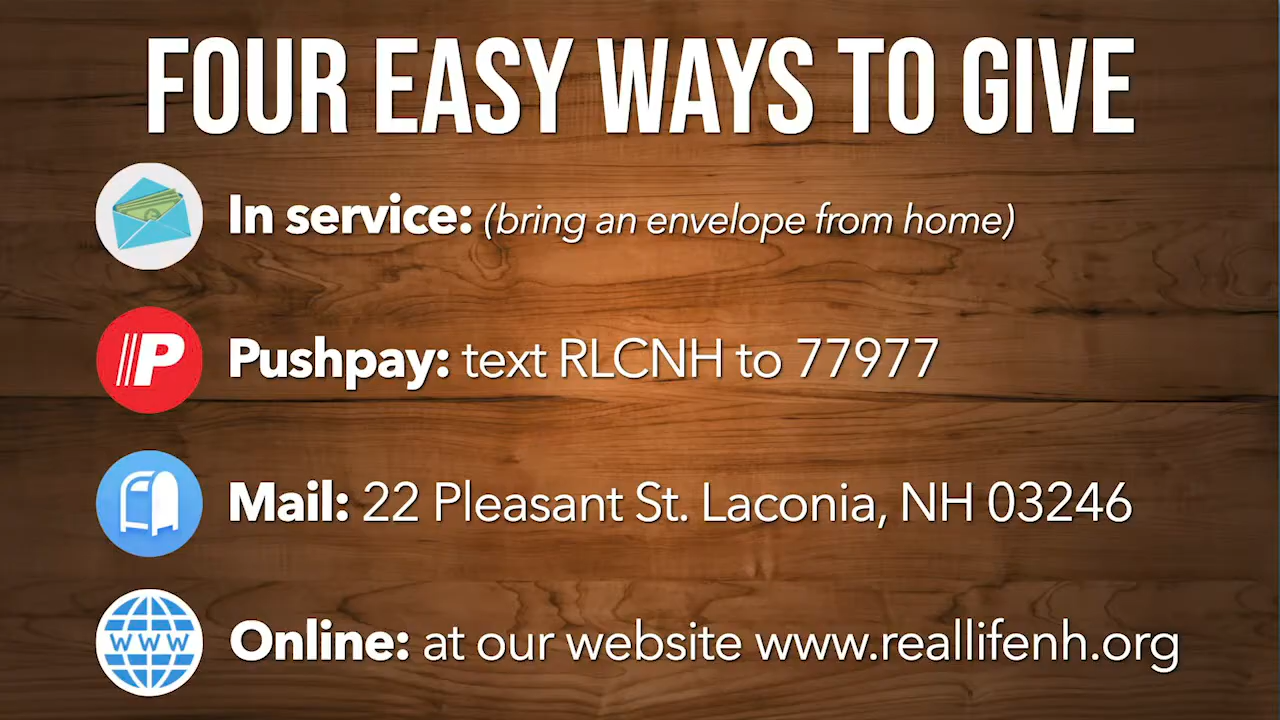 FOUR EASY WAYS TO GIVE
In service: (bring an envelope from home)
P Pushpay: text RLCNH to 77977
Mail: 22 Pleasant St. Laconia, NH 03246
WWW Online: at our website www.reallifenh.org